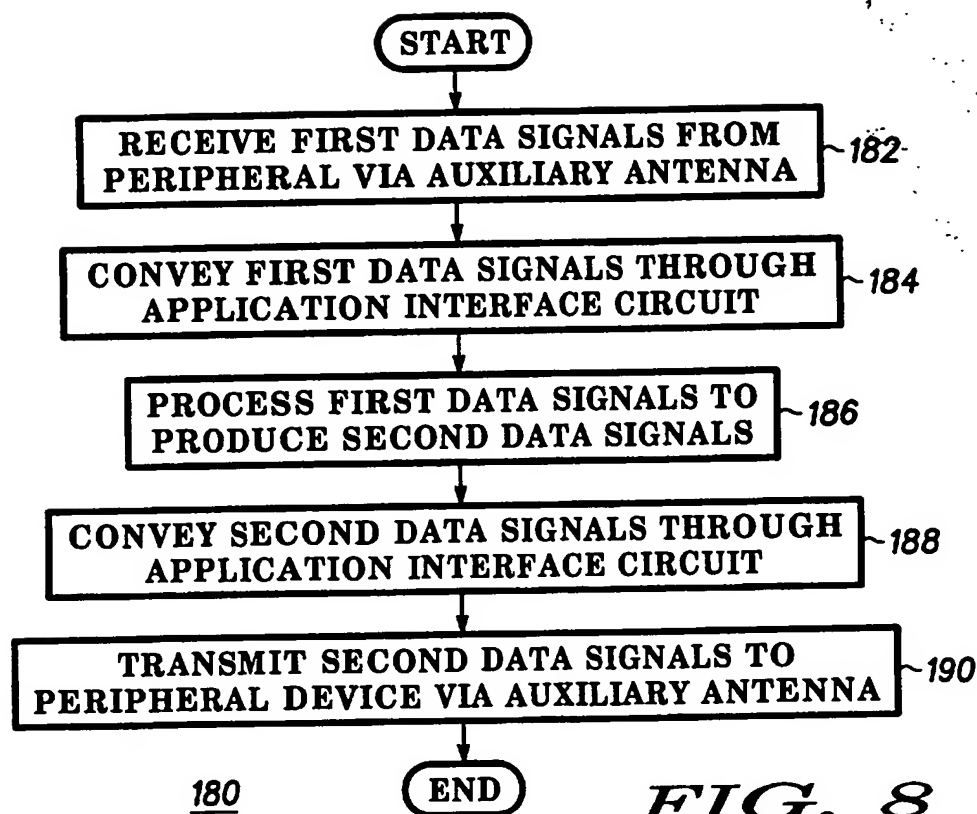 START
RECEIVE FIRST DATA SIGNALS FROM
PERIPHERAL VIA AUXILIARY ANTENNA
182
CONVEY FIRST DATA SIGNALS THROUGH
APPLICATION INTERFACE CIRCUIT
184
PROCESS FIRST DATA SIGNALS TO
PRODUCE SECOND DATA SIGNALS
186
CONVEY SECOND DATA SIGNALS THROUGH
APPLICATION INTERFACE CIRCUIT
188
TRANSMIT SECOND DATA SIGNALS TO
PERIPHERAL DEVICE VIA AUXILIARY ANTENNA
190
END
180
FIG. 8